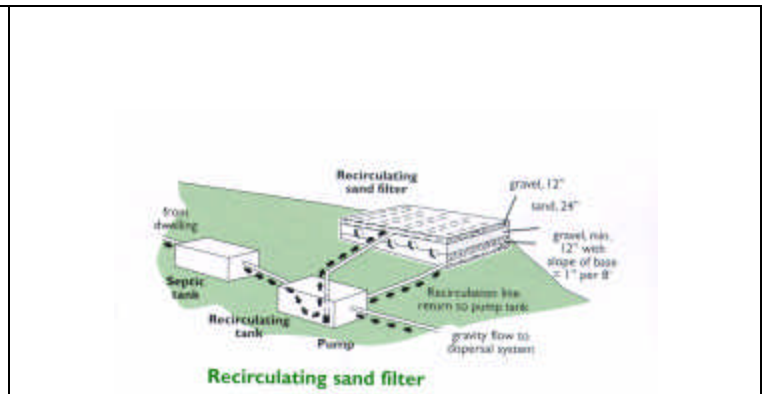 Recirculating
sand filter
gravel, 12"
sand, 24"
from
dwelling
gravel, min.
12" with
slope of base
= 1" per 8'
Septic
tank
Recirculation line
return to pump tank
Recirculating
tank
Pump
gravity flow to
dispersal system
Recirculating sand filter